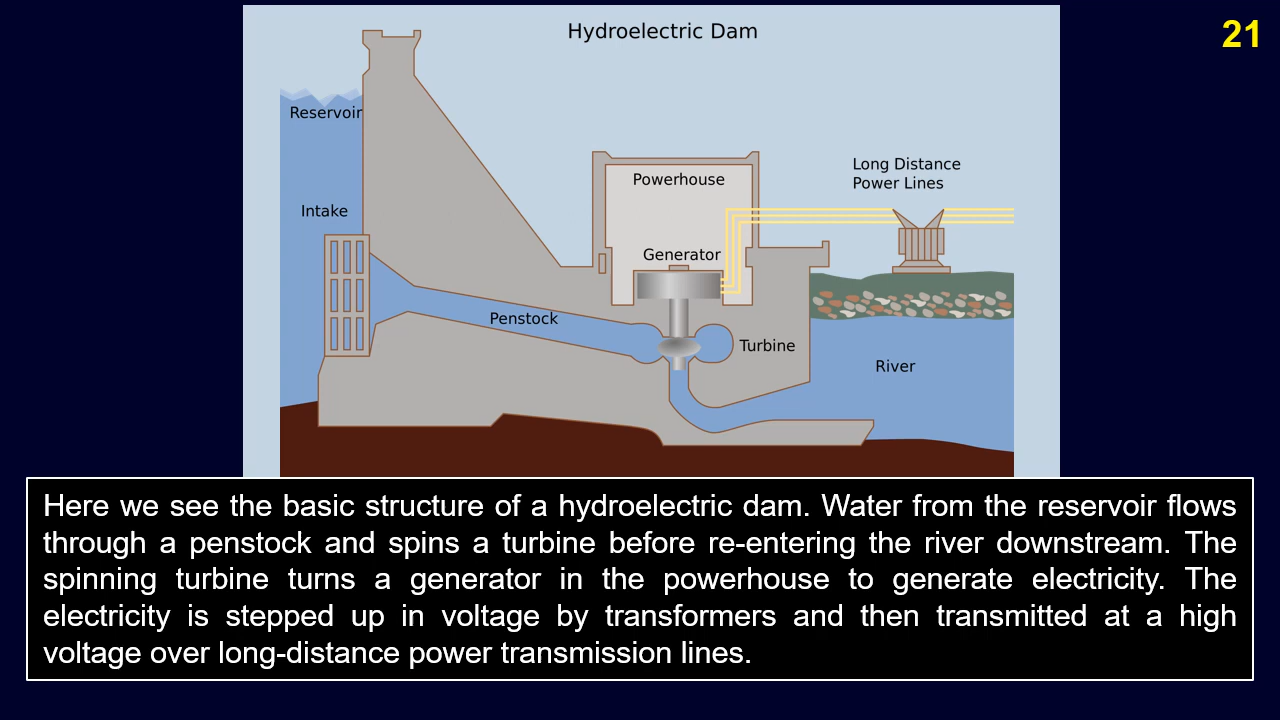 Hydroelectric Dam
21
Reservoir
Long Distance
Power Lines
Powerhouse
Intake
Generator
Penstock
Turbine
River
Here we see the basic structure of a hydroelectric dam. Water from the reservoir flows
through a penstock and spins a turbine before re-entering the river downstream. The
spinning turbine turns a generator in the powerhouse to generate electricity. The
electricity is stepped up in voltage by transformers and then transmitted at a high
voltage over long-distance power transmission lines.